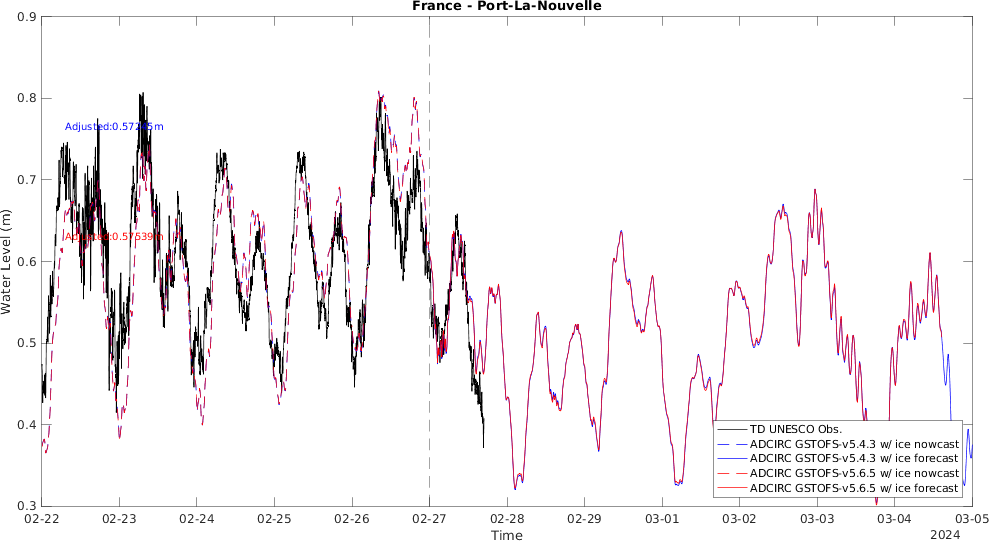 France - Port-La-Nouvelle
0.9
0.8
0.7
0.6
0.5
0.4
0.3
Water Level (m)
Adjusted:0.57
Adjusted:0.57539m
TD UNESCO Obs.
ADCIRC GSTOFS-v5.4.3 w/ ice nowcast
ADCIRC GSTOFS-v5.4.3 w/ ice forecast
ADCIRC GSTOFS-v5.6.5 w/ ice nowcast
ADCIRC GSTOFS-v5.6.5 w/ ice forecast
02-22 02-23 02-24 02-25 02-26 02-27 02-28 02-29 03-01 03-02 03-03 03-04 03-05
Time
2024